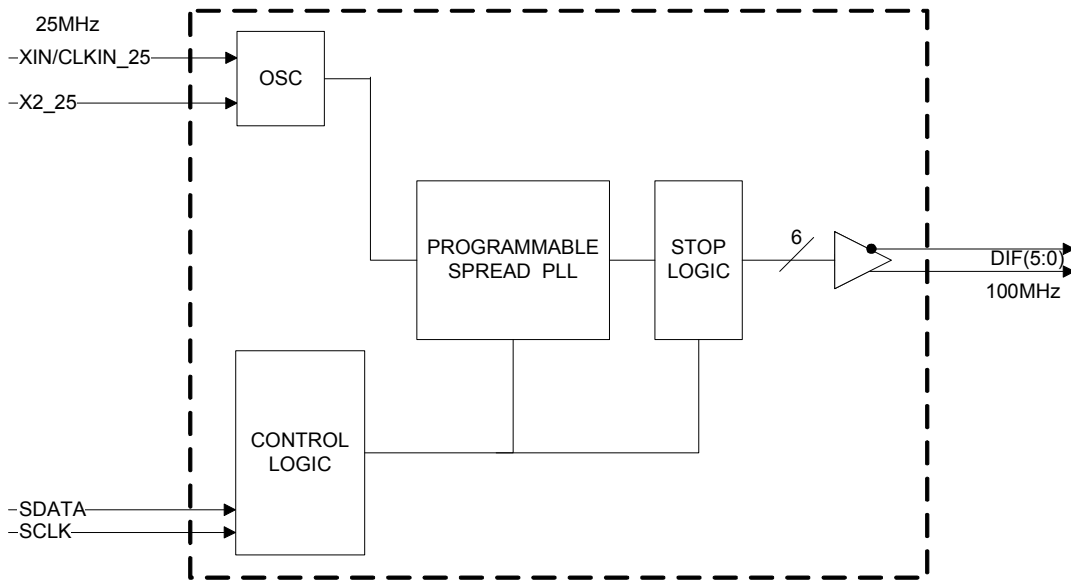 25MHz
XIN/CLKIN_25
X2_25
OSC
PROGRAMMABLE
SPREAD PLL
STOP
LOGIC
6
DIF(5:0)
100MHz
CONTROL
LOGIC
SDATA
SCLK